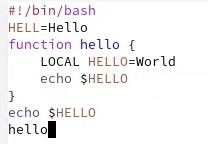 #!/bin/bash
HELL=Hello
function hello {
    LOCAL HELLO=World
    echo $HELLO
}
echo $HELLO
hello